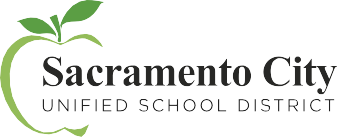 Sacramento City
UNIFIED SCHOOL DISTRICT